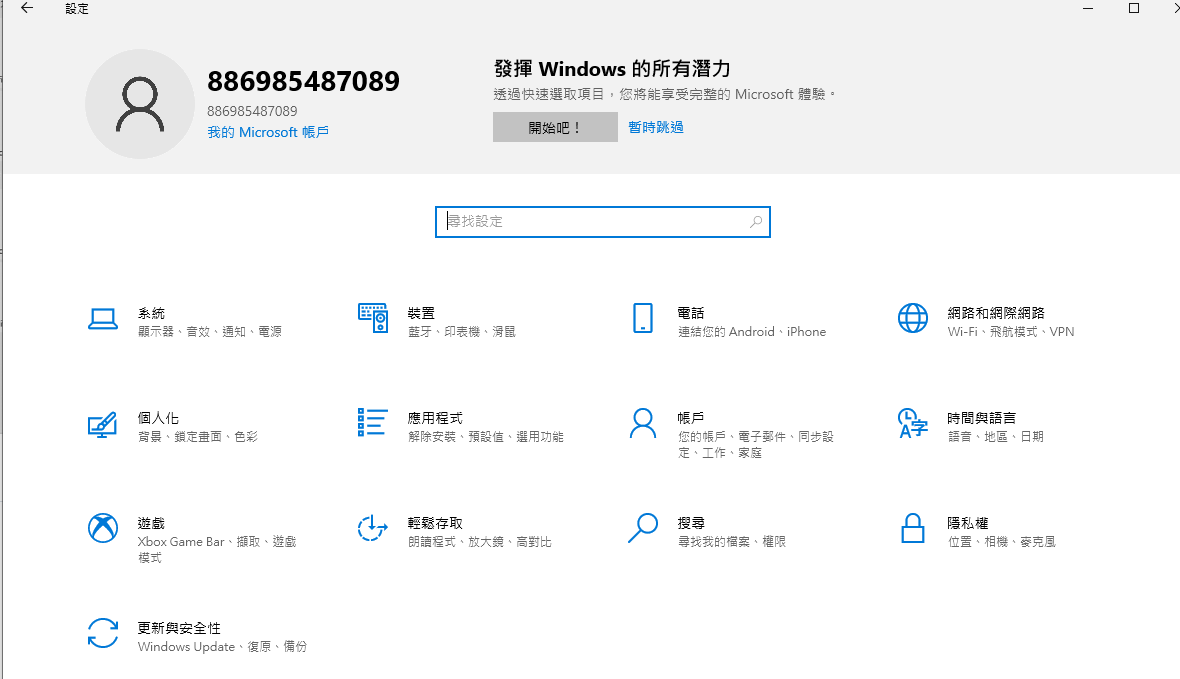 設定
886985487089
886985487089
我的 Microsoft 帳戶
發揮 Windows 的所有潛力
透過快速選取項目，您將能享受完整的 Microsoft 體驗。
開始吧！
暫時跳過
尋找設定
系統
顯示器、音效、通知、電源
裝置
藍牙、印表機、滑鼠
電話
連結您的 Android、iPhone
網路和網際網路
Wi-Fi、飛航模式、VPN
個人化
背景、鎖定畫面、色彩
應用程式
解除安裝、預設值、選用功能
帳戶
您的帳戶、電子郵件、同步設
定、工作、家庭
時間與語言
語音、地區、日期
遊戲
Xbox Game Bar、擷取、遊戲
模式
輕鬆存取
朗讀程式、放大鏡、高對比
搜尋
尋找我的檔案、權限
隱私權
位置、相機、麥克風
更新與安全性
Windows Update、復原、備份